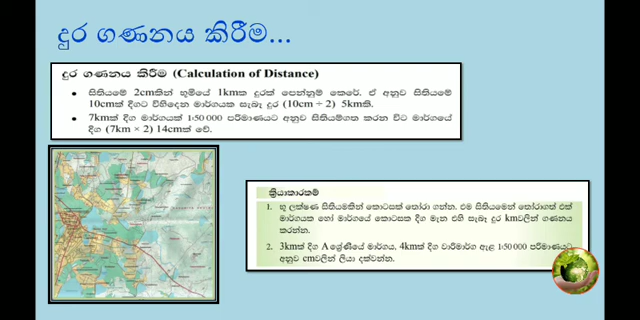 දුර ගණනය කිරීම...
දුර ගණනය කිරීම (Calculation of Distance)
• සිතියමේ 2cmකින් භූමියේ 1kmක දුරක් පෙන්නුම් කෙරේ. ඒ අනුව සිතියමේ
10cmක් දිගට විහිදෙන මාර්ගයක සැබෑ දුර (10cm ÷ 2) 5kmකි.
• 7kmක් දිග මාර්ගයක් 1:50 000 පරිමාණයට අනුව සිතියම්ගත කරන විට මාර්ගයේ
දිග (7km × 2) 14cmක් වේ.
ක්‍රියාකාරකම්
1. භූ ලක්ෂණ සිතියමකින් කොටසක් තෝරා ගන්න. එම සිතියමෙන් තෝරාගත් එක්
මාර්ගයක හෝ මාර්ගයේ කොටසක දිග මැන එහි සැබෑ දුර kmවලින් ගණනය
කරන්න.
2. 3kmක් දිග A ශ්‍රේණියේ මාර්ගය, 4kmක් දිග වාරිමාර්ග ඇළ 1:50 000 පරිමාණයට
අනුව cmවලින් ලියා දක්වන්න.